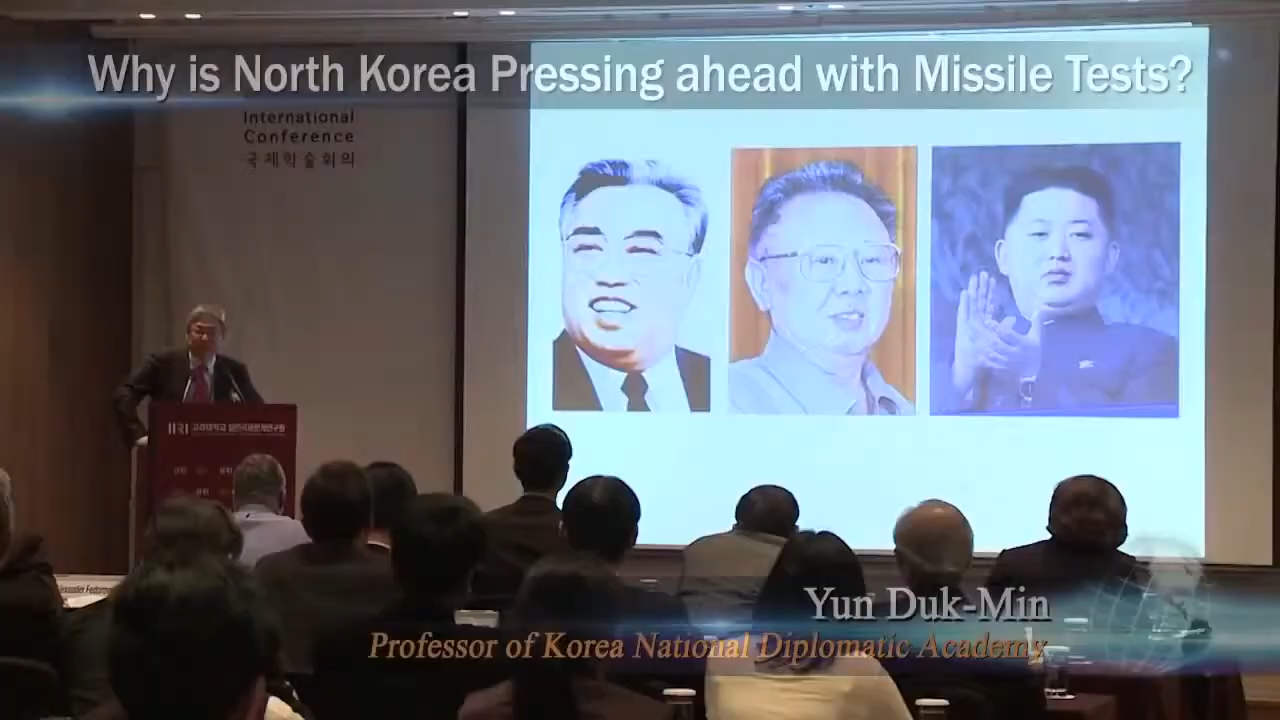 Why is North Korea Pressing ahead with Missile Tests?
International
Conference
국제학술회의
Yun Duk-Min
Professor of Korea National Diplomatic Academy